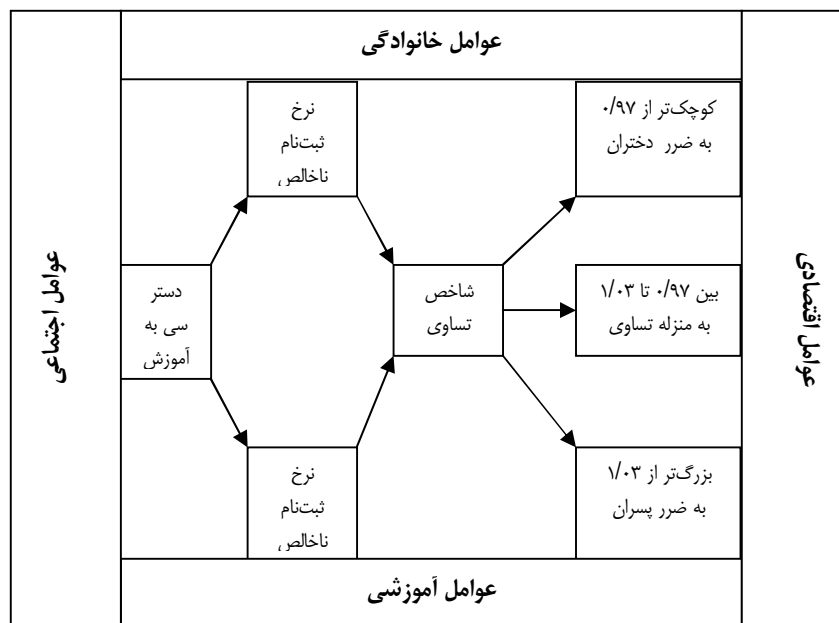 عوامل خانوادگی
عوامل اقتصادی
کوچک‌تر از ۰/۹۷
به ضرر دختران
نرخ
ثبت‌نام
ناخالص
بین ۰/۹۷ تا ۱/۰۳
به منزله تساوی
شاخص
تساوی
دستر
سی به
آموزش
عوامل اجتماعی
بزرگ‌تر از ۱/۰۳
به ضرر پسران
نرخ
ثبت‌نام
ناخالص
عوامل آموزشی